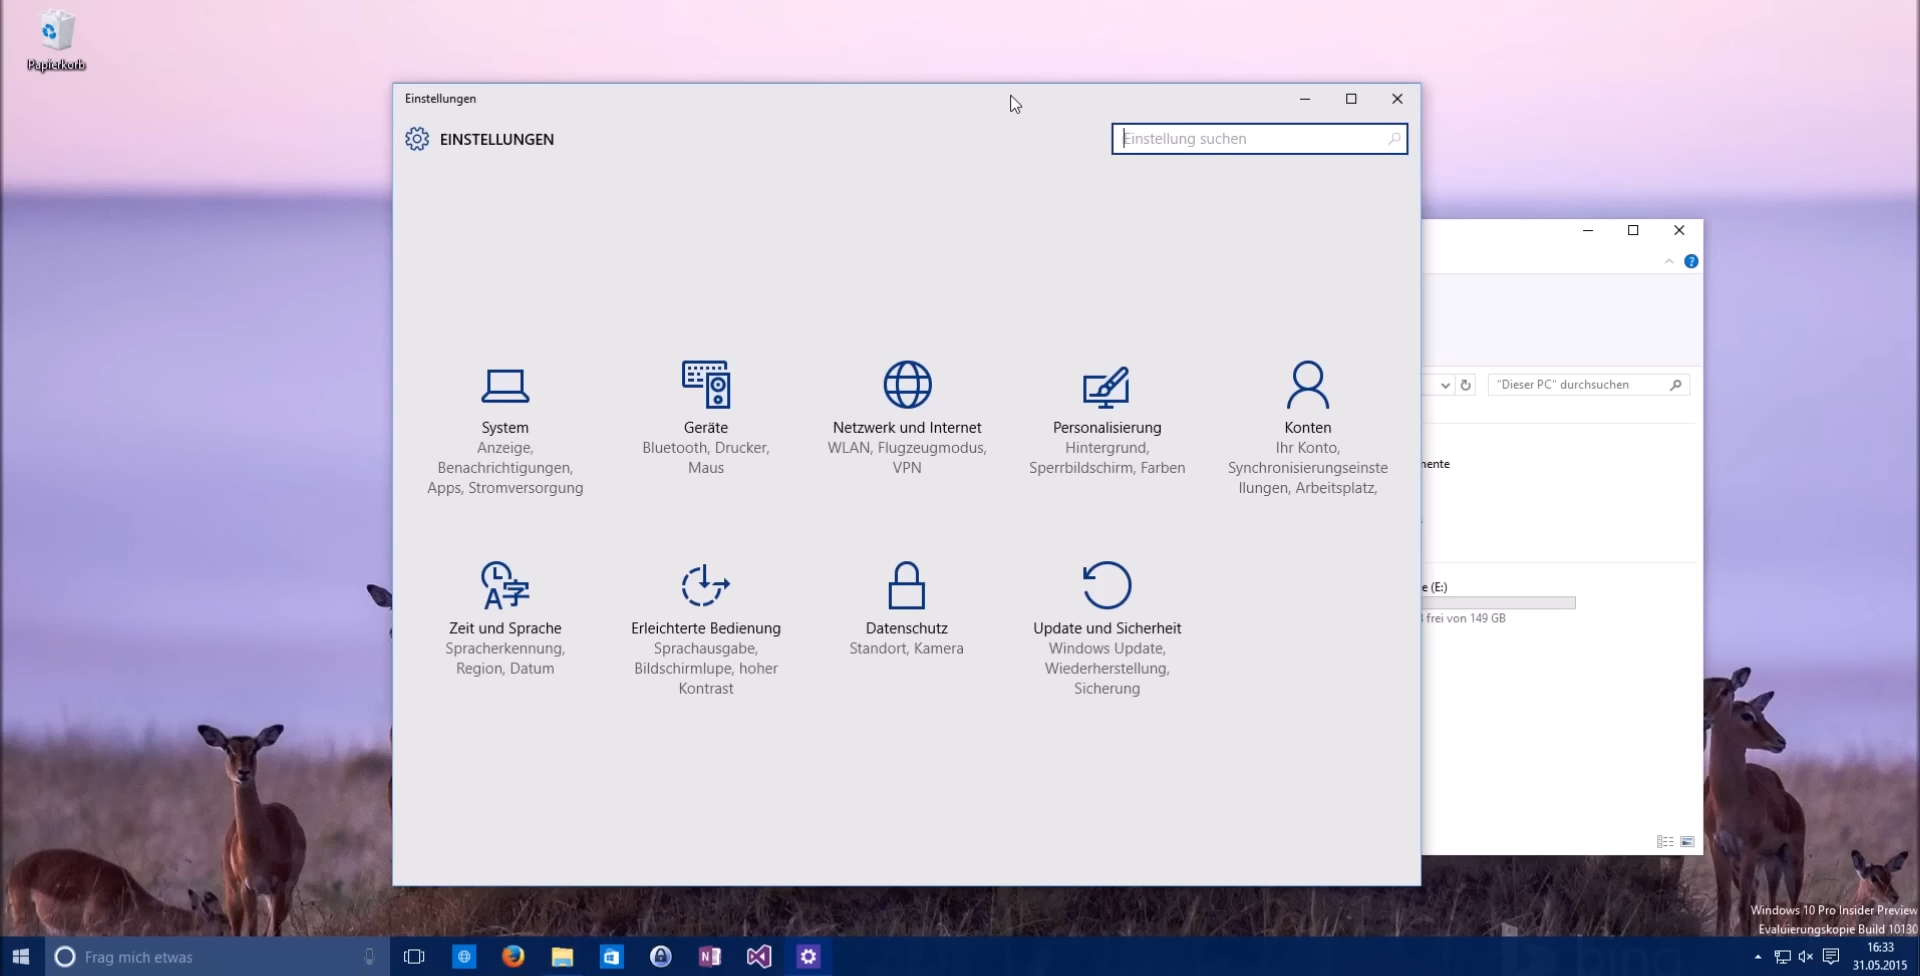 Papierkorb
Einstellungen
EINSTELLUNGEN
Einstellung suchen
?
"Dieser PC" durchsuchen
System
Anzeige,
Benachrichtigungen,
Apps, Stromversorgung
Geräte
Bluetooth, Drucker,
Maus
Netzwerk und Internet
WLAN, Flugzeugmodus,
VPN
Personalisierung
Hintergrund,
Sperrbildschirm, Farben
Konten
Ihr Konto,
Synchronisierungseinste
llungen, Arbeitsplatz,
nente
Zeit und Sprache
Spracherkennung,
Region, Datum
Erleichterte Bedienung
Sprachausgabe,
Bildschirmlupe, hoher
Kontrast
Datenschutz
Standort, Kamera
Update und Sicherheit
Windows Update,
Wiederherstellung,
Sicherung
e (E:)
frei von 149 GB
Windows 10 Pro Insider Preview
Evaluierungskopie Build 10130
Frag mich etwas
16:33
31.05.2015